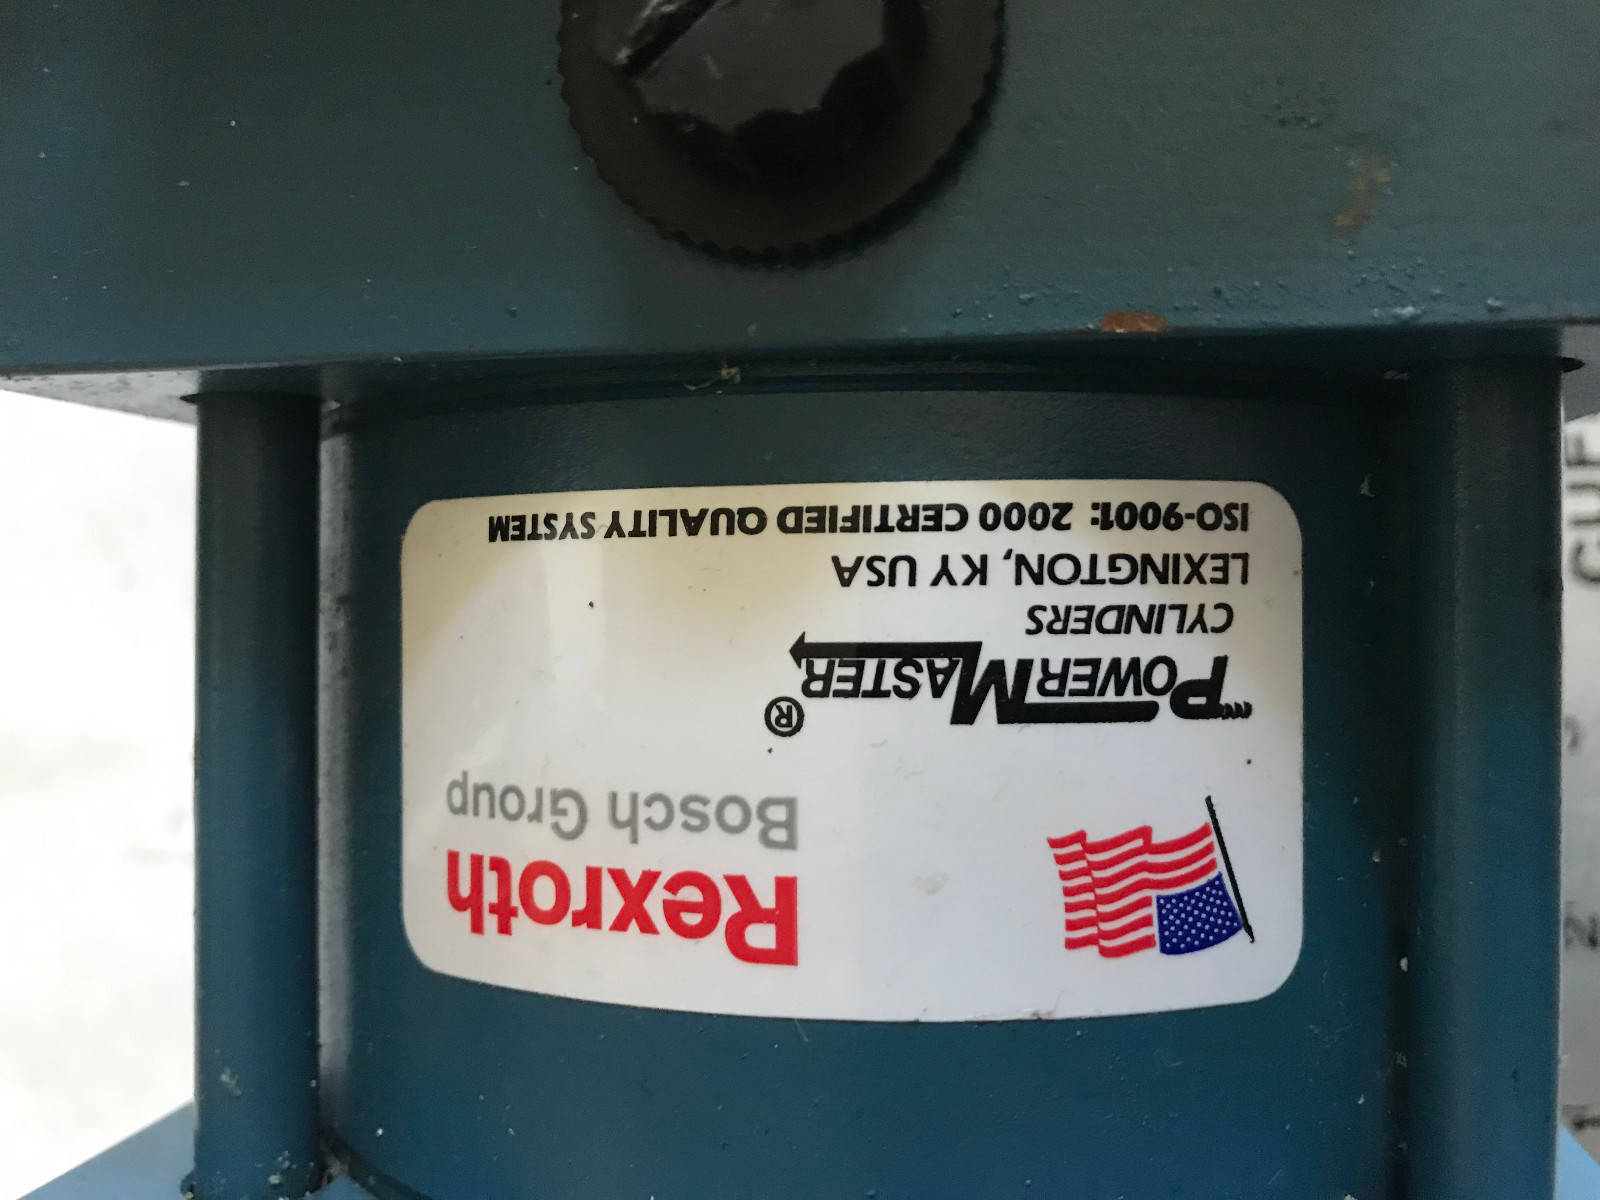 Rexroth
Bosch Group
PowerMaster®
CYLINDERS
LEXINGTON, KY USA
ISO-9001: 2000 CERTIFIED QUALITY SYSTEM